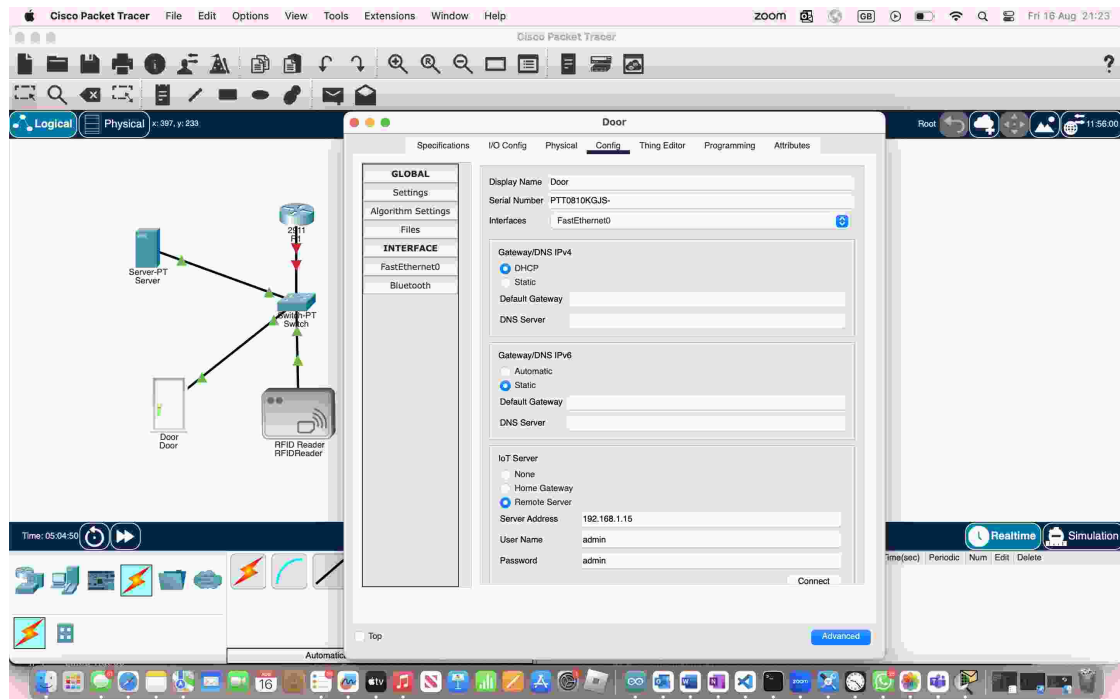 Cisco Packet Tracer File Edit Options View Tools Extensions Window Help zoom GB Fri 16 Aug 21:23
Cisco Packet Tracer
?
Logical Physical x: 397, y: 233 Root 11:56:00
Door
Specifications I/O Config Physical Config Thing Editor Programming Attributes
GLOBAL
Settings
Algorithm Settings
Files
INTERFACE
FastEthernet0
Bluetooth
Display Name Door
Serial Number PTT0810KGJS-
Interfaces FastEthernet0
Gateway/DNS IPv4
DHCP
Static
Default Gateway
DNS Server
Gateway/DNS IPv6
Automatic
Static
Default Gateway
DNS Server
IoT Server
None
Home Gateway
Remote Server
Server Address 192.168.1.15
User Name admin
Password admin
Connect
Top Advanced
2911
R1
Server-PT
Server
Switch-PT
Switch
Door
Door
RFID Reader
RFIDReader
Time: 05:04:50 Realtime Simulation
Time(sec) Periodic Num Edit Delete
Automatic
16
tv
zoom